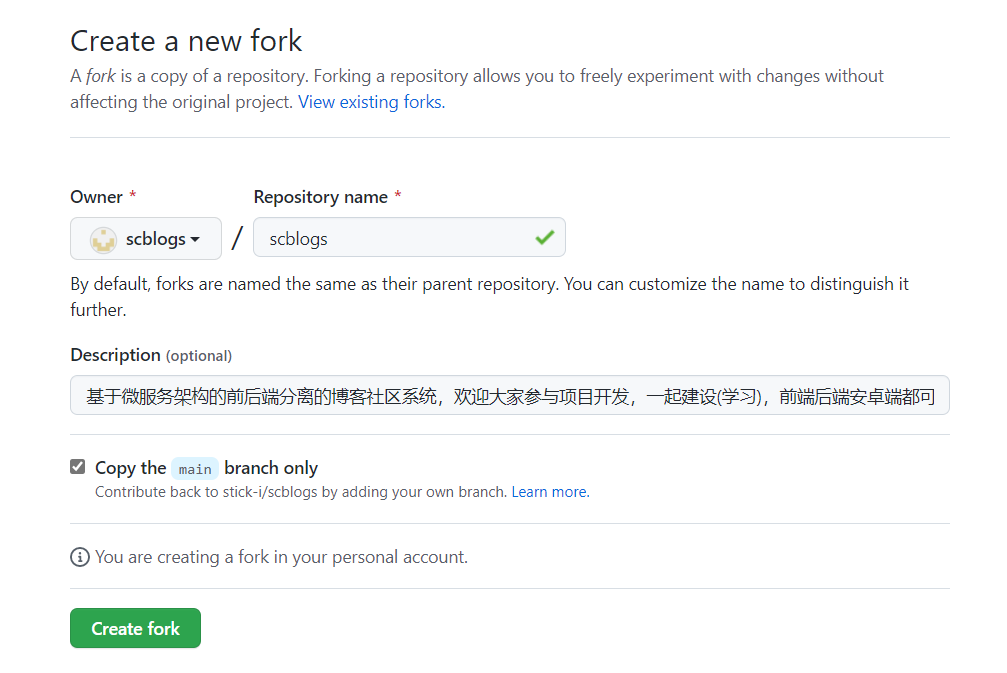 Create a new fork
A fork is a copy of a repository. Forking a repository allows you to freely experiment with changes without
affecting the original project. View existing forks.
Owner * Repository name *
scblogs / scblogs
By default, forks are named the same as their parent repository. You can customize the name to distinguish it
further.
Description (optional)
基于微服务架构的前后端分离的博客社区系统，欢迎大家参与项目开发，一起建设(学习)，前端后端安卓端都可
Copy the main branch only
Contribute back to stick-i/scblogs by adding your own branch. Learn more.
You are creating a fork in your personal account.
Create fork